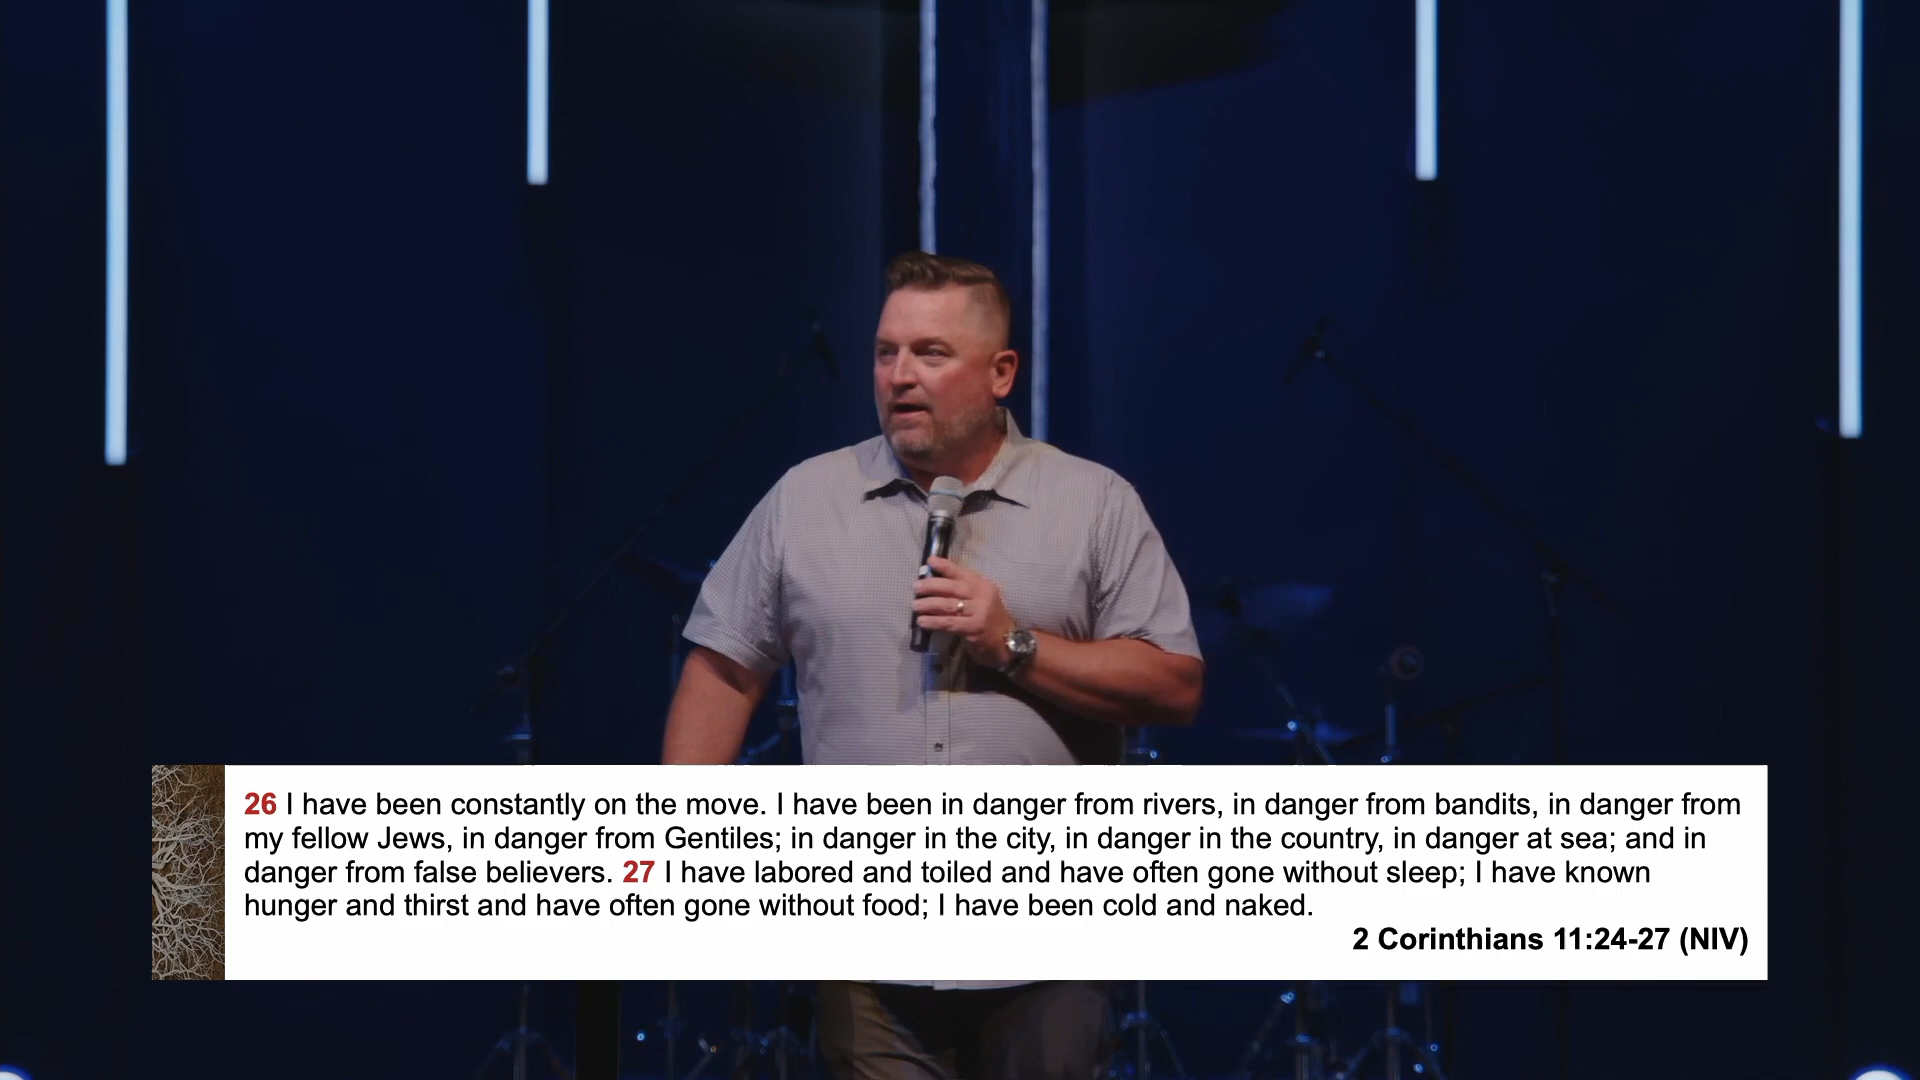 26 I have been constantly on the move. I have been in danger from rivers, in danger from bandits, in danger from
my fellow Jews, in danger from Gentiles; in danger in the city, in danger in the country, in danger at sea; and in
danger from false believers. 27 I have labored and toiled and have often gone without sleep; I have known
hunger and thirst and have often gone without food; I have been cold and naked.
2 Corinthians 11:24-27 (NIV)